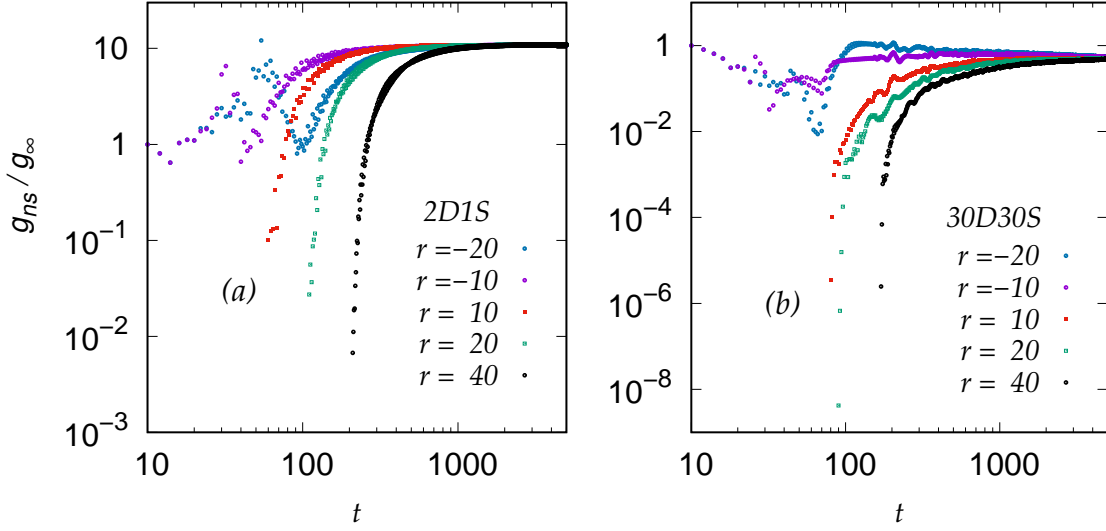 g_ns / g_∞
10
1
10^−1
10^−2
10^−3
10
100
1000
t
(a)
2D1S
r =−20
r =−10
r = 10
r = 20
r = 40
1
10^−2
10^−4
10^−6
10^−8
10
100
1000
t
(b)
30D30S
r =−20
r =−10
r = 10
r = 20
r = 40